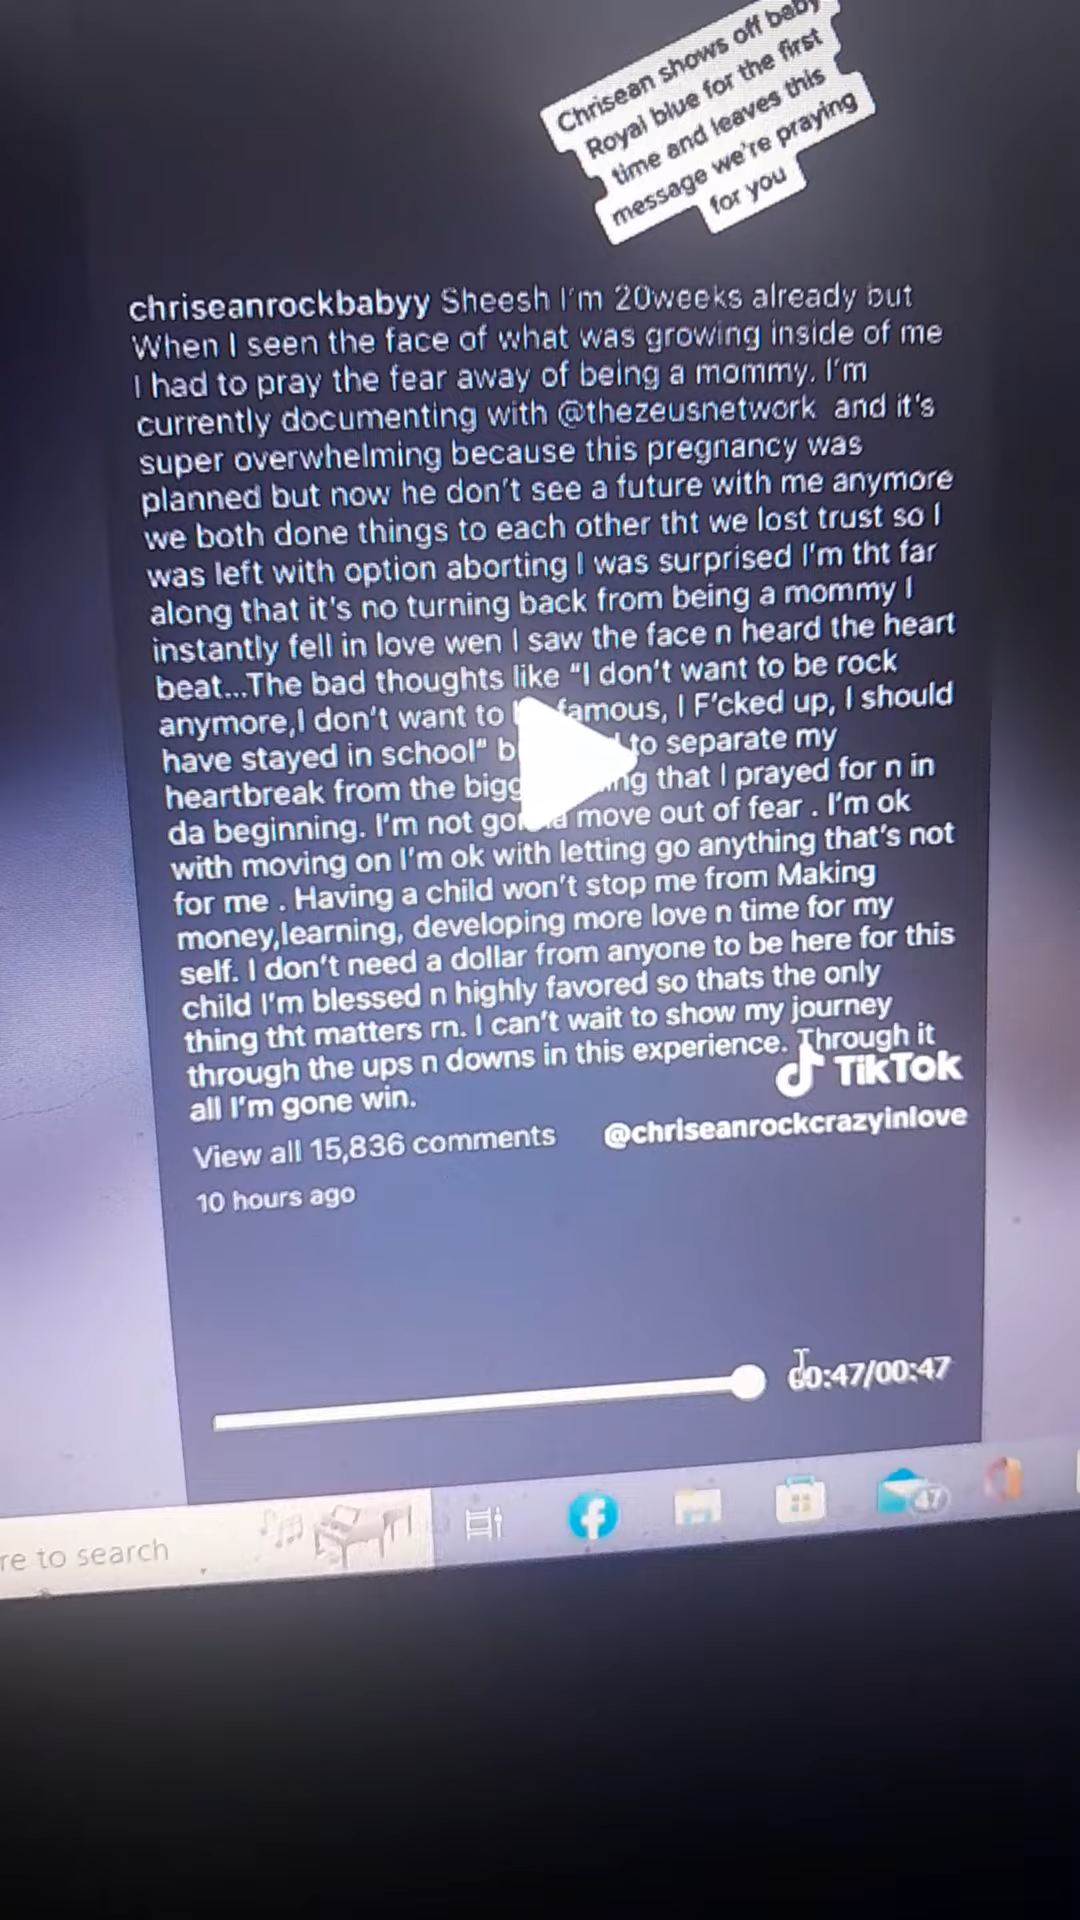 Chrisean shows off baby
Royal blue for the first
time and leaves this
message we're praying
for you
chriseanrockbabyy Sheesh I'm 20weeks already but
When I seen the face of what was growing inside of me
I had to pray the fear away of being a mommy. I'm
currently documenting with @thezeusnetwork and it's
super overwhelming because this pregnancy was
planned but now he don't see a future with me anymore
we both done things to each other tht we lost trust so I
was left with option aborting I was surprised I'm tht far
along that it's no turning back from being a mommy I
instantly fell in love wen I saw the face n heard the heart
beat...The bad thoughts like "I don't want to be rock
anymore,I don't want to famous, I F'cked up, I should
have stayed in school" to separate my
heartbreak from the that I prayed for n in
da beginning. I'm not move out of fear . I'm ok
with moving on I'm ok with letting go anything that's not
for me . Having a child won't stop me from Making
money,learning, developing more love n time for my
self. I don't need a dollar from anyone to be here for this
child I'm blessed n highly favored so thats the only
thing tht matters rn. I can't wait to show my journey
through the ups n downs in this experience. Through it
all I'm gone win.
TikTok
@chriseanrockcrazyinlove
View all 15,836 comments
10 hours ago
00:47/00:47
47
re to search